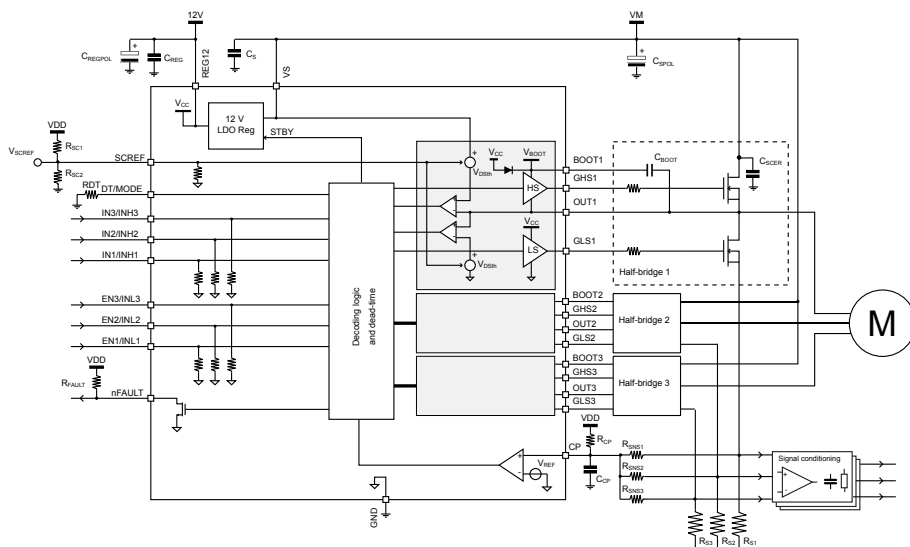 12V
VM
CREGPOL
+
CREG
REG12
CS
VS
+
CSPOL
VCC
12 V
LDO Reg
STBY
VDD
RSC1
VSCREF
RSC2
SCREF
RDT
DT/MODE
IN3/INH3
IN2/INH2
IN1/INH1
EN3/INL3
EN2/INL2
EN1/INL1
VDD
RFAULT
nFAULT
Decoding logic
and dead-time
+
-
VDSth
VCC
VBOOT
HS
+
-
+
-
+
-
VDSth
VCC
LS
BOOT1
GHS1
OUT1
GLS1
CBOOT
CSCER
Half-bridge 1
BOOT2
GHS2
OUT2
GLS2
Half-bridge 2
BOOT3
GHS3
OUT3
GLS3
Half-bridge 3
M
VDD
RCP
CP
CCP
+
-
VREF
GND
RSNS1
RSNS2
RSNS3
Signal conditioning
+
-
RS3
RS2
RS1